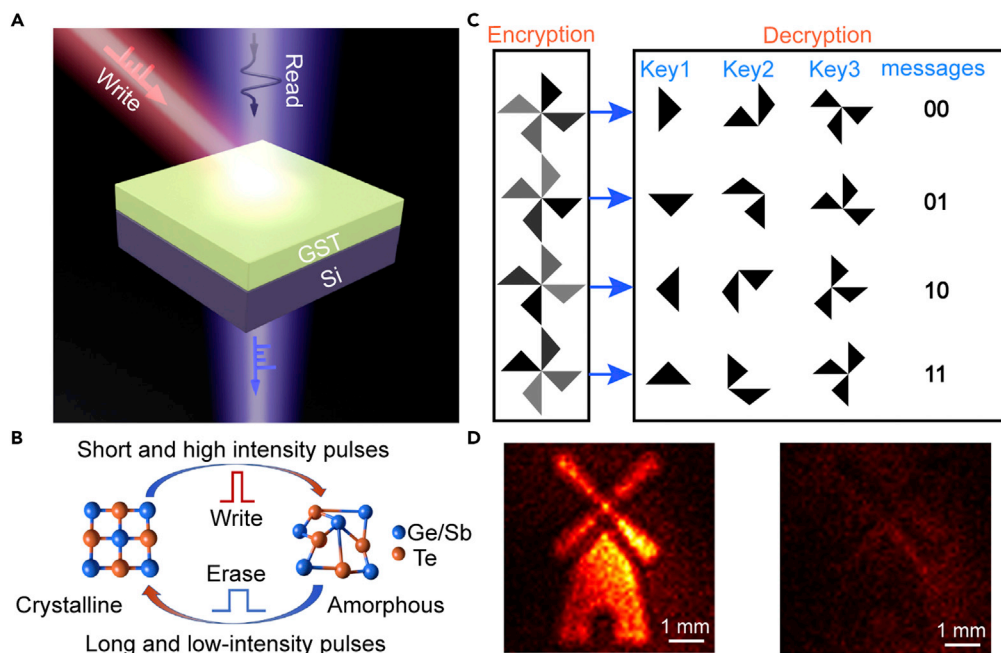 A
Write
Read
GST
Si
B
Short and high intensity pulses
Write
Ge/Sb
Te
Erase
Crystalline
Amorphous
Long and low-intensity pulses
C
Encryption
Decryption
Key1 Key2 Key3 messages
00
01
10
11
D
1 mm
1 mm